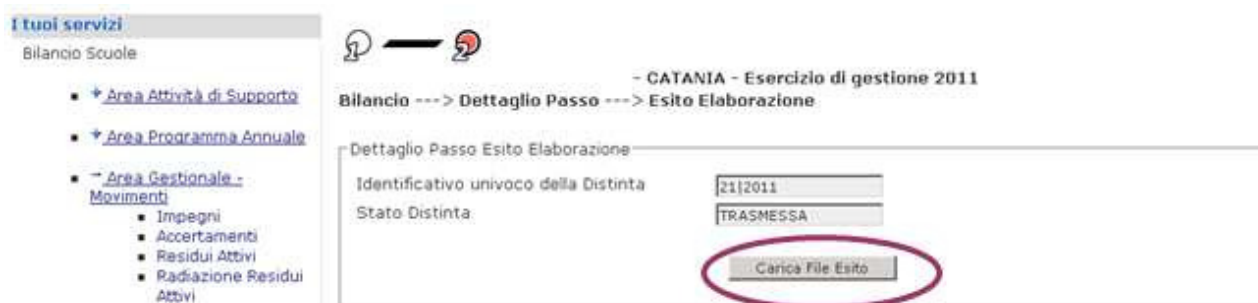 I tuoi servizi
Bilancio Scuole
+ Area Attività di Supporto
+ Area Programma Annuale
- Area Gestionale -
Movimenti
Impegni
Accertamenti
Residui Attivi
Radiazione Residui
Attivi
1 2
- CATANIA - Esercizio di gestione 2011
Bilancio ---> Dettaglio Passo ---> Esito Elaborazione
Dettaglio Passo Esito Elaborazione
Identificativo univoco della Distinta 21|2011
Stato Distinta TRASMESSA
Carica File Esito